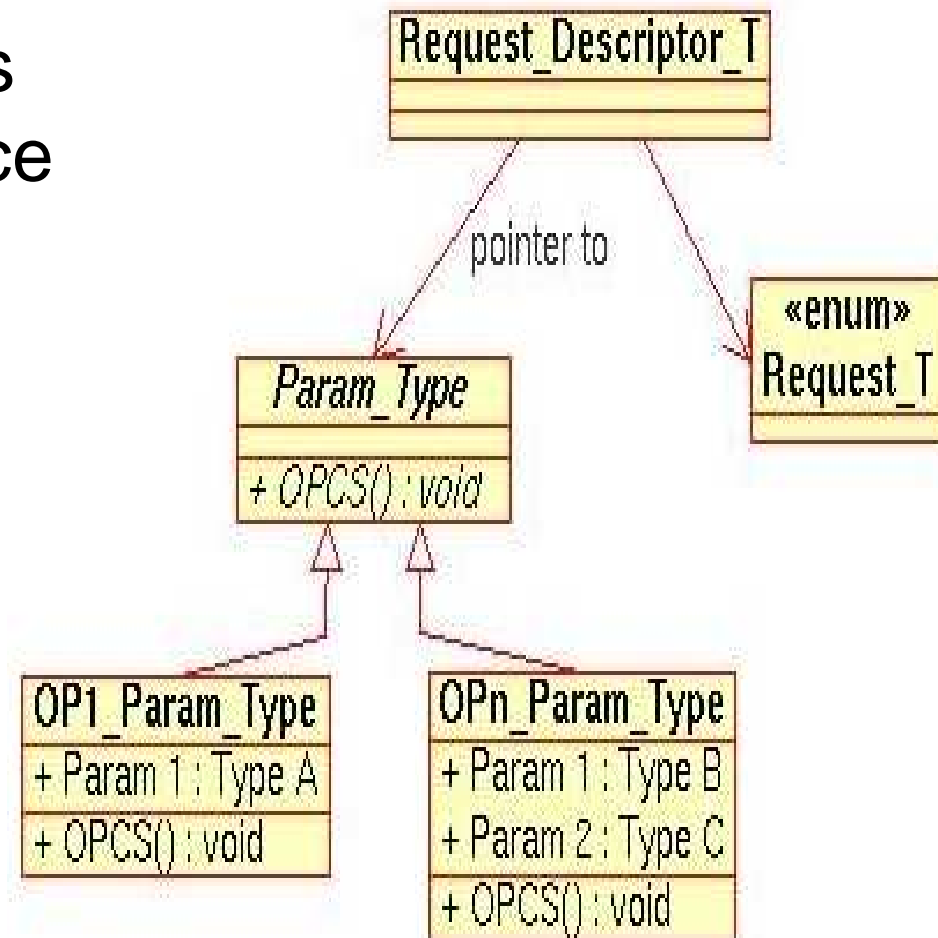 s
ce
Request_Descriptor_T
pointer to
«enum»
Request_T
Param_Type
+ OPCS() : void
OP1_Param_Type
+ Param 1 : Type A
+ OPCS() : void
OPn_Param_Type
+ Param 1 : Type B
+ Param 2 : Type C
+ OPCS() : void